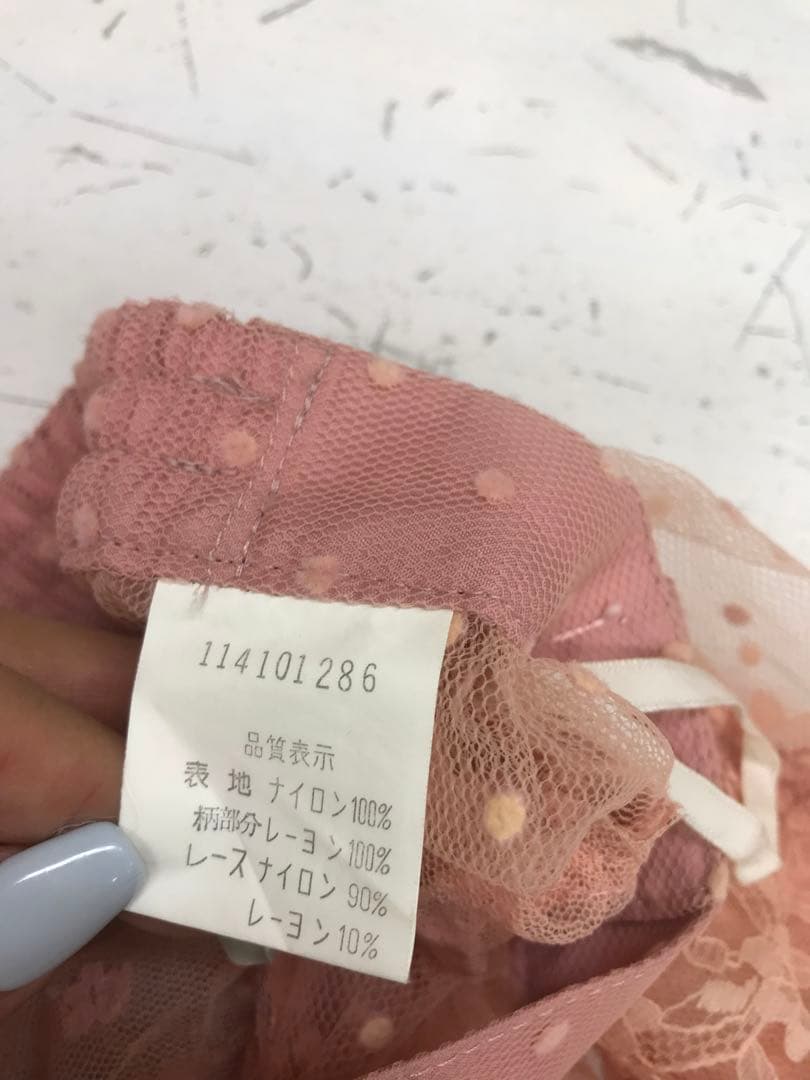 114101286
品質表示
表 地 ナイロン100%
柄部分レーヨン100%
レースナイロン 90%
レーヨン10%